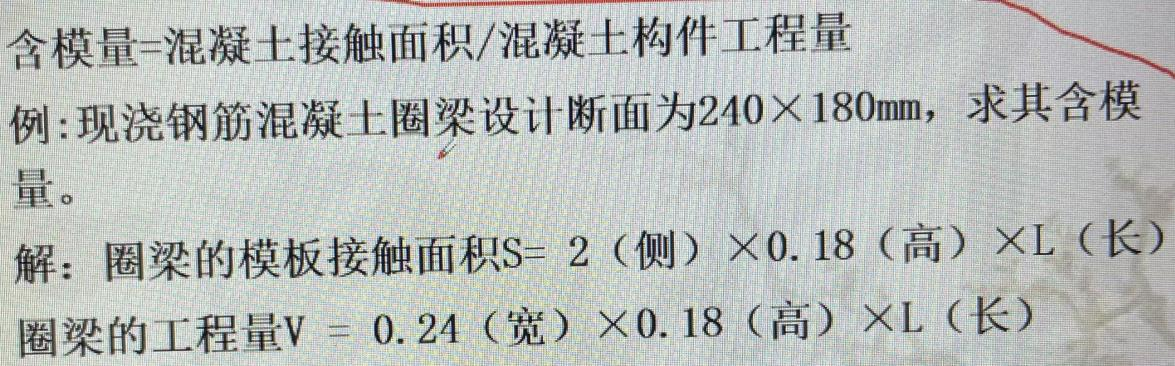 含模量=混凝土接触面积/混凝土构件工程量
例:现浇钢筋混凝土圈梁设计断面为240×180mm，求其含模
量。
解：圈梁的模板接触面积S= 2（侧）×0.18（高）×L（长）
圈梁的工程量V = 0.24（宽）×0.18（高）×L（长）